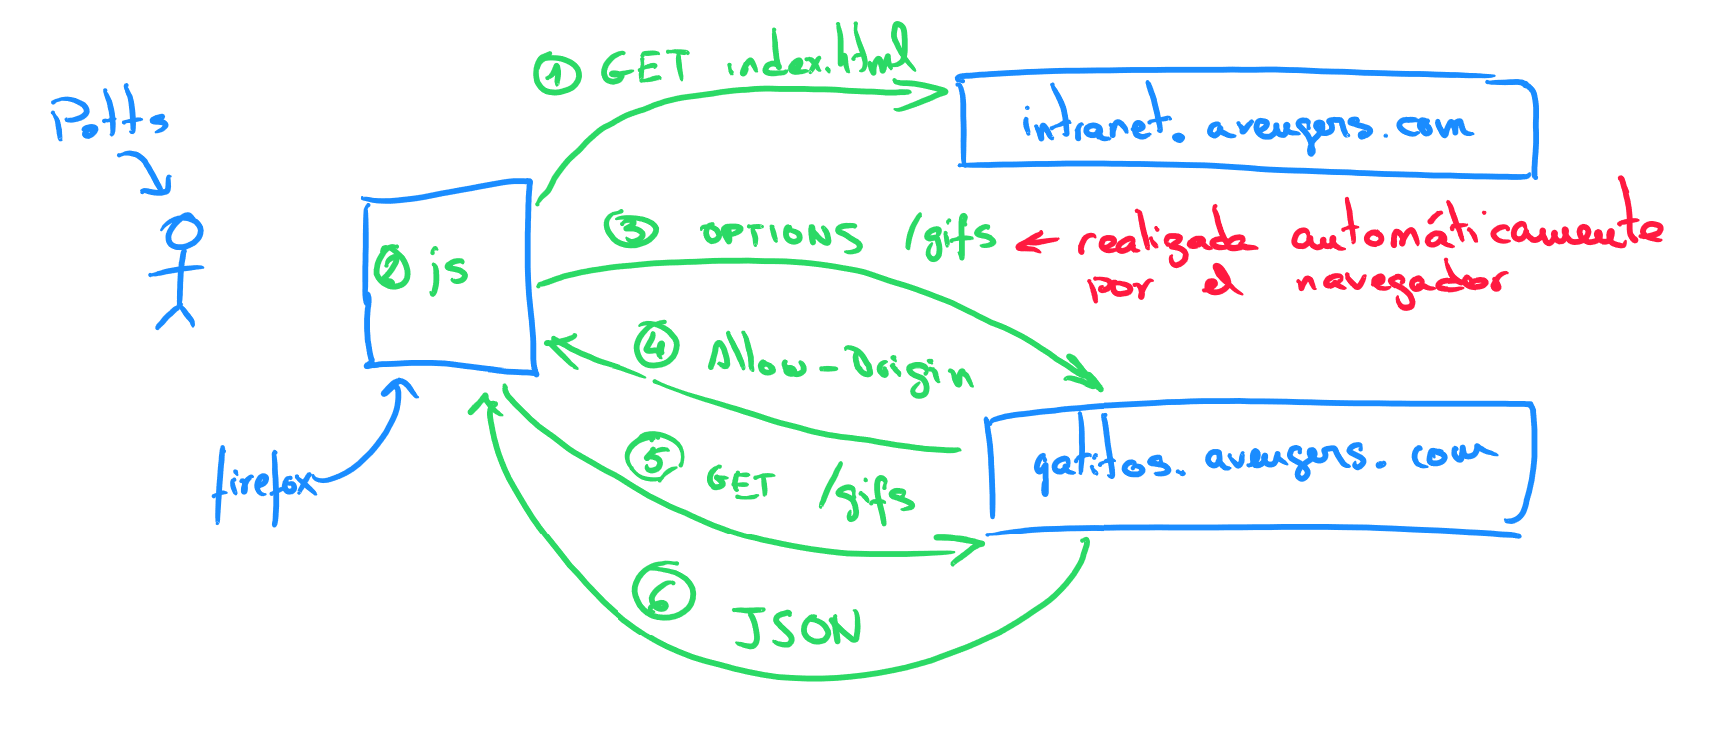 ① GET index.html
Potts
intranet.avengers.com
③ OPTIONS /gifs ← realizada automáticamente
por el navegador
② js
④ Allow-Origin
gatitos.avengers.com
⑤ GET /gifs
firefox
⑥ JSON